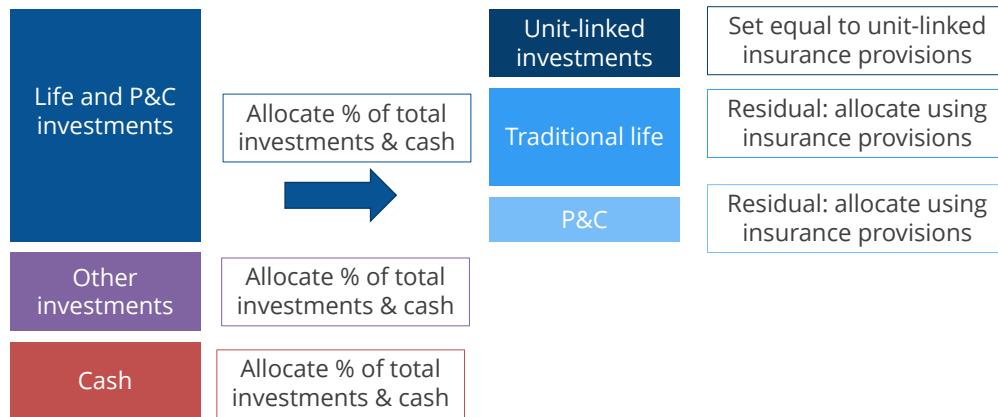 Life and P&C
investments
Allocate % of total
investments & cash
Unit-linked
investments
Set equal to unit-linked
insurance provisions
Traditional life
Residual: allocate using
insurance provisions
P&C
Residual: allocate using
insurance provisions
Other
investments
Allocate % of total
investments & cash
Cash
Allocate % of total
investments & cash